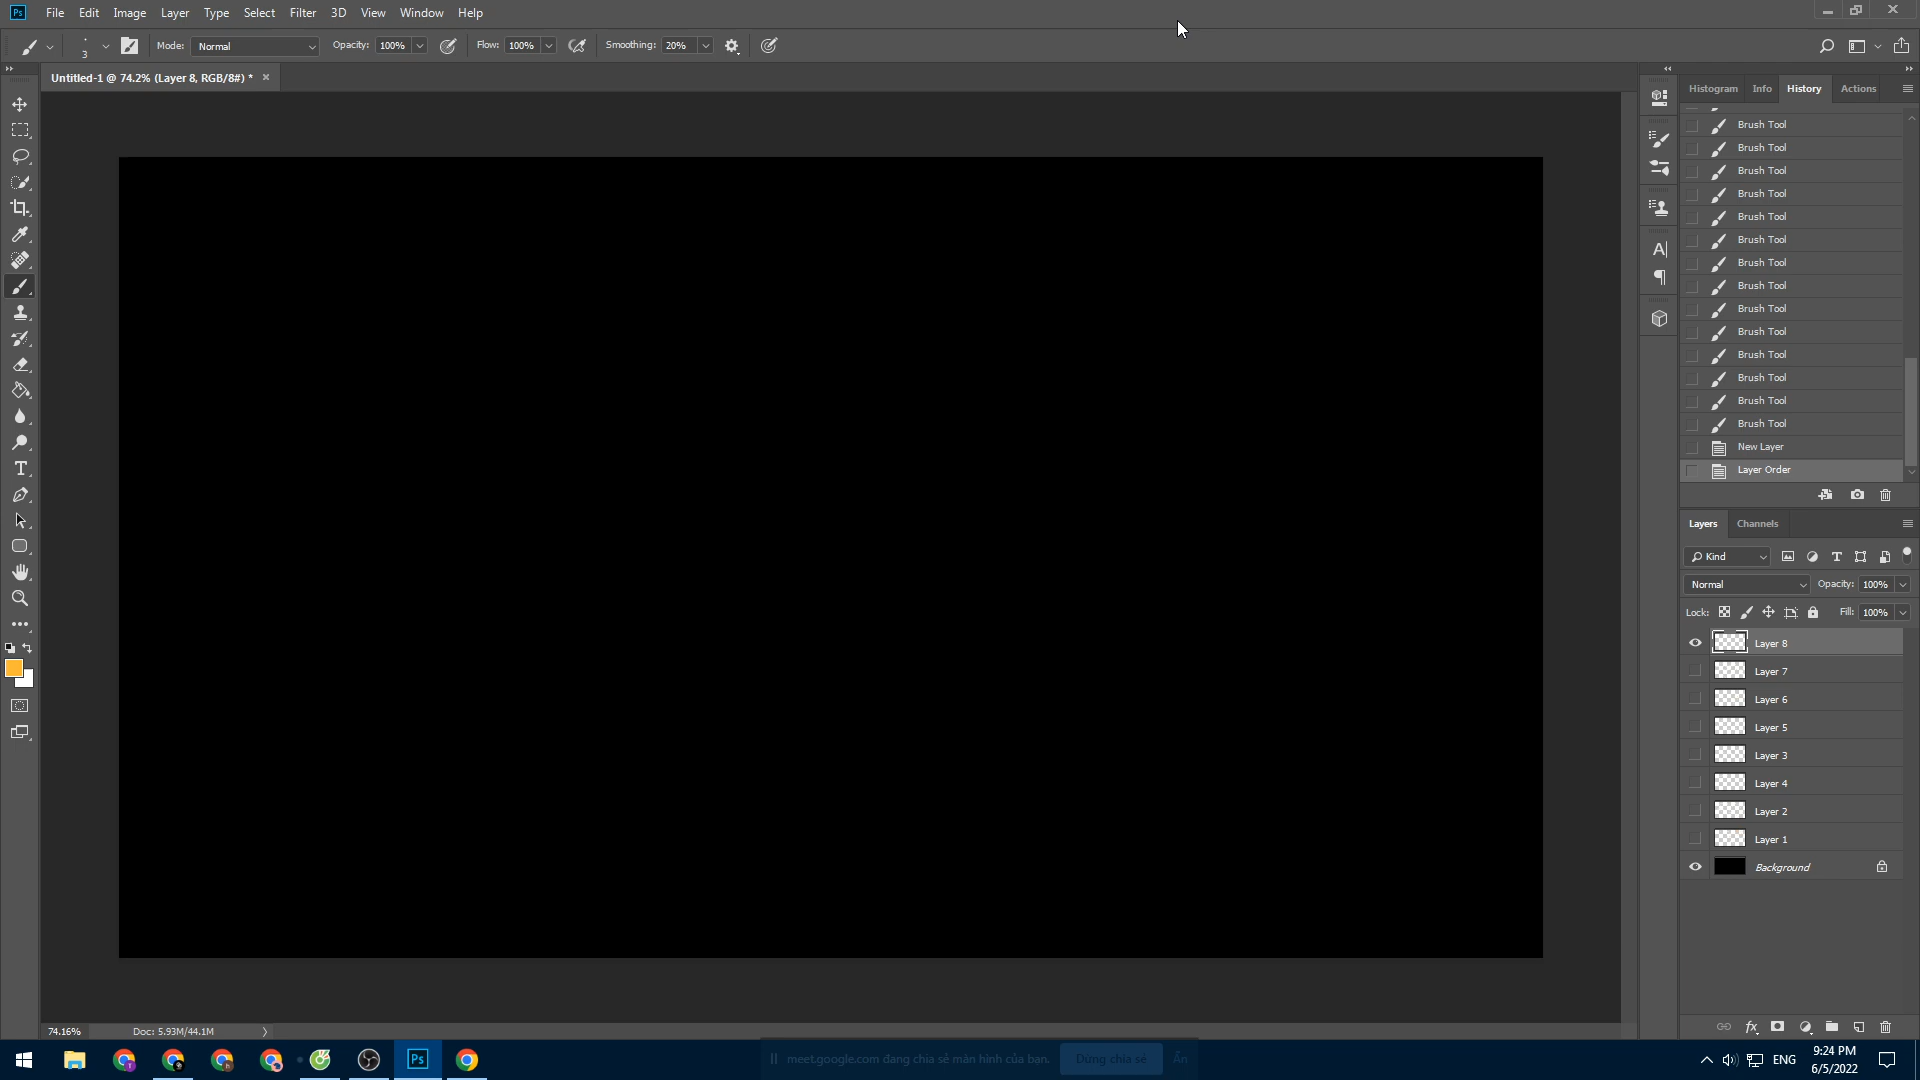 Ps File Edit Image Layer Type Select Filter 3D View Window Help
3 Mode: Normal Opacity: 100% Flow: 100% Smoothing: 20%
Untitled-1 @ 74.2% (Layer 8, RGB/8#) *
Histogram Info History Actions
Brush Tool
Brush Tool
Brush Tool
Brush Tool
Brush Tool
Brush Tool
Brush Tool
Brush Tool
Brush Tool
Brush Tool
Brush Tool
Brush Tool
Brush Tool
Brush Tool
New Layer
Layer Order
Layers Channels
Kind
Normal Opacity: 100%
Lock: Fill: 100%
Layer 8
Layer 7
Layer 6
Layer 5
Layer 3
Layer 4
Layer 2
Layer 1
Background
74.16% Doc: 5.93M/44.1M
meet.google.com đang chia sẻ màn hình của bạn. Dừng chia sẻ Ẩn
Ps
ENG
9:24 PM
6/5/2022